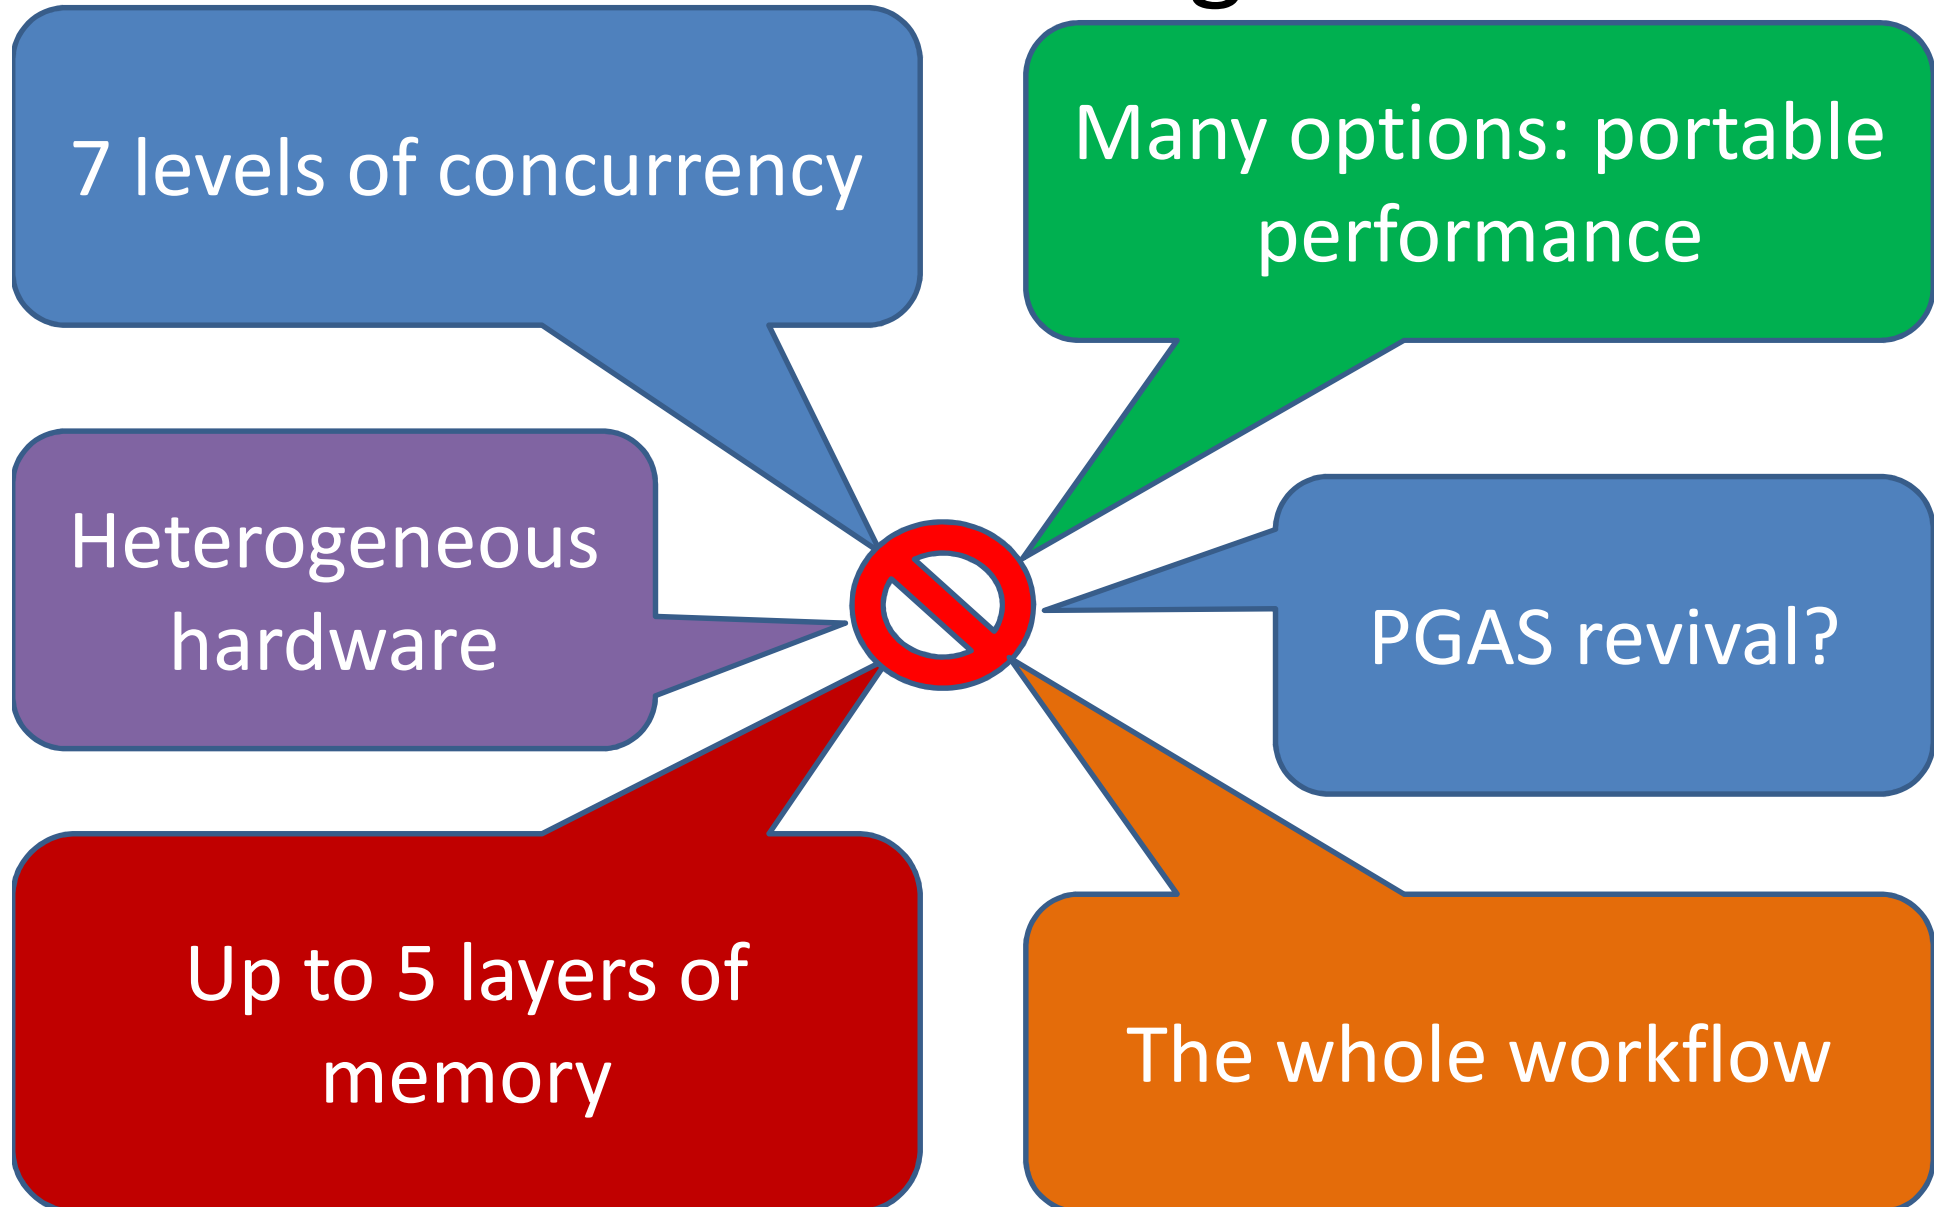 7 levels of concurrency
Many options: portable
performance
Heterogeneous
hardware
PGAS revival?
Up to 5 layers of
memory
The whole workflow